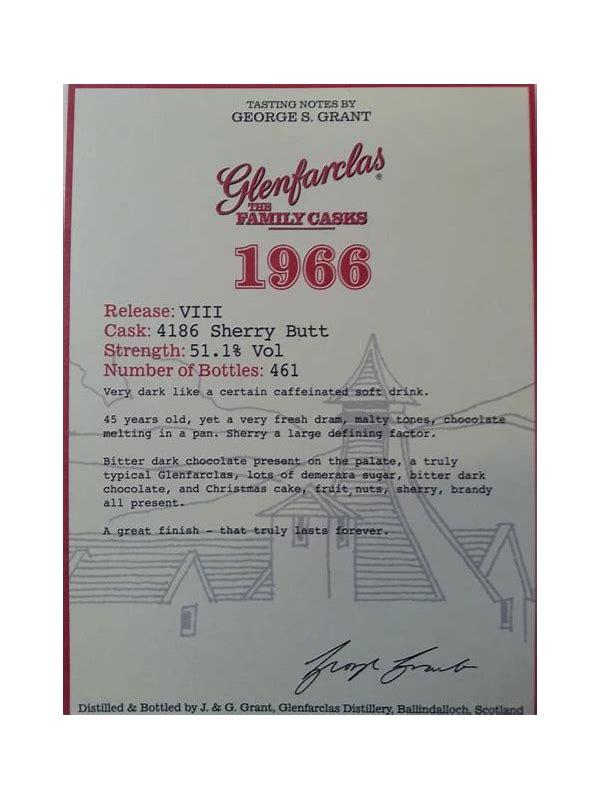 TASTING NOTES BY
GEORGE S. GRANT
Glenfarclas®
THE
FAMILY CASKS
1966
Release: VIII
Cask: 4186 Sherry Butt
Strength: 51.1% Vol
Number of Bottles: 461
Very dark like a certain caffeinated soft drink.
45 years old, yet a very fresh dram, malty tones, chocolate
melting in a pan. Sherry a large defining factor.
Bitter dark chocolate present on the palate, a truly
typical Glenfarclas, lots of demerara sugar, bitter dark
chocolate, and Christmas cake, fruit, nuts, sherry, brandy
all present.
A great finish - that truly lasts forever.
George Grant
Distilled & Bottled by J. & G. Grant, Glenfarclas Distillery, Ballindalloch, Scotland